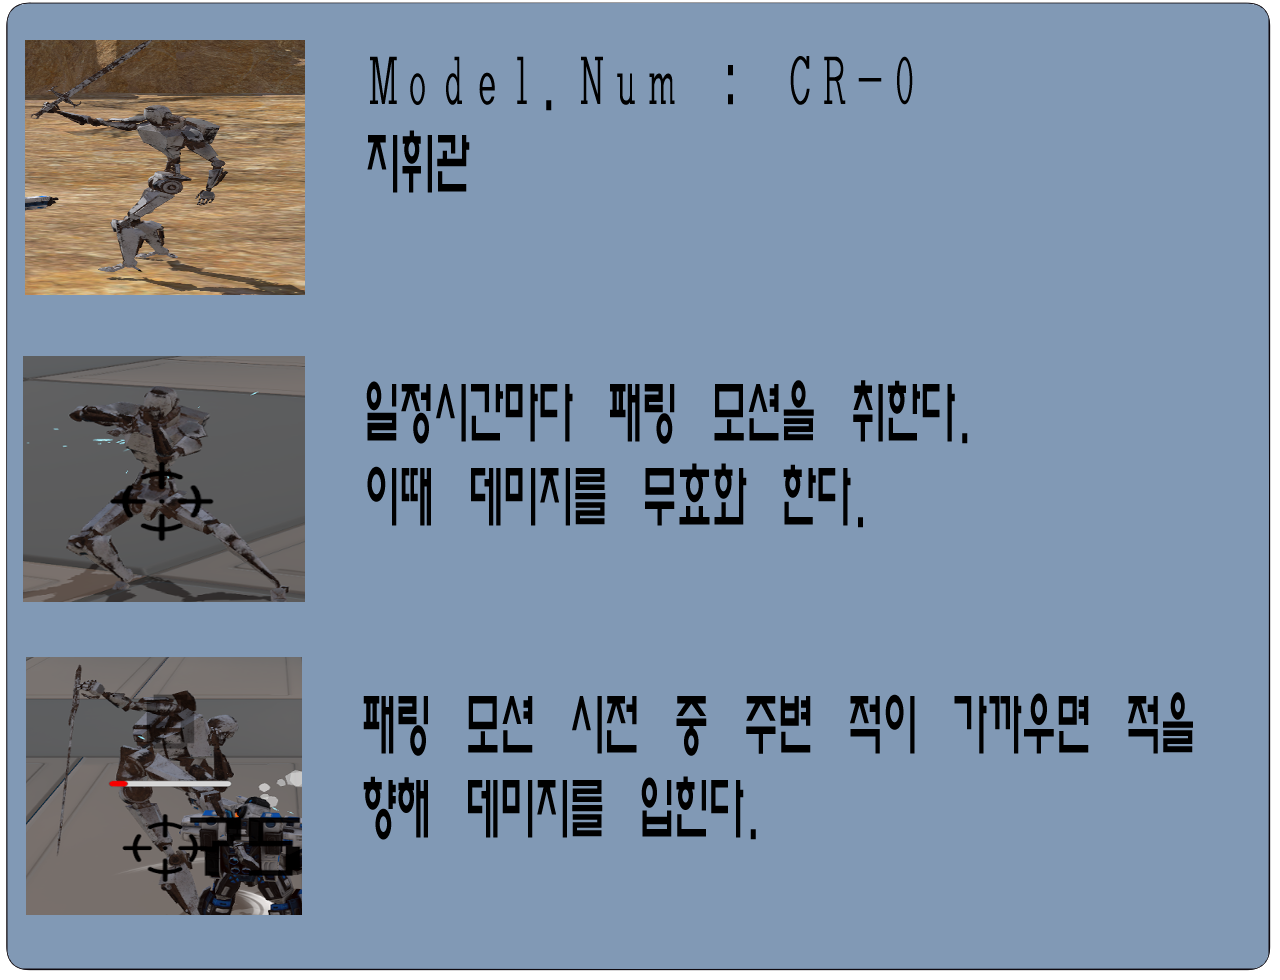 Model.Num : CR-0
지휘관
일정시간마다 패링 모션을 취한다.
이때 데미지를 무효화 한다.
패링 모션 시전 중 주변 적이 가까우면 적을
향해 데미지를 입힌다.